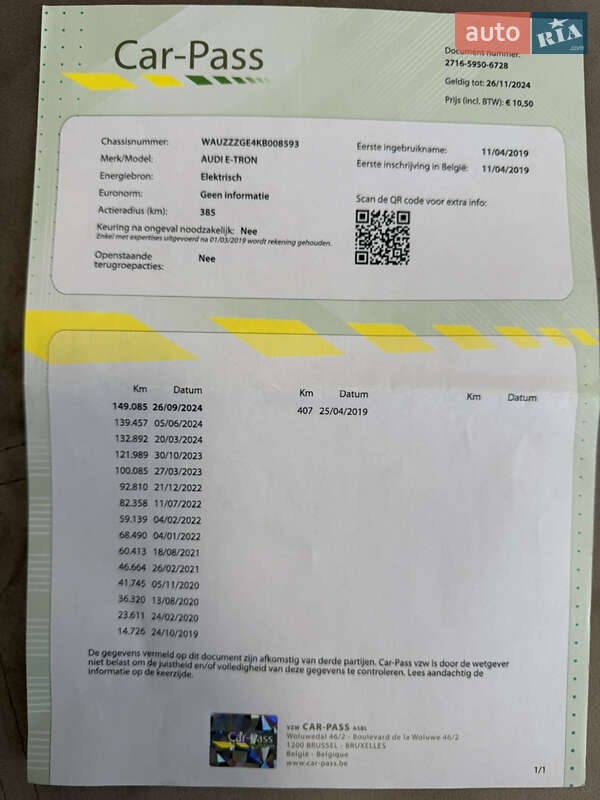 auto RIA.com
Car-Pass
Document nummer:
2716-5950-6728
Geldig tot: 26/11/2024
Prijs (incl. BTW): € 10,50
Chassisnummer: WAUZZZGE4KB008593
Merk/Model: AUDI E-TRON
Energiebron: Elektrisch
Euronorm: Geen informatie
Actieradius (km): 385
Keuring na ongeval noodzakelijk: Nee
Enkel met expertises uitgevoerd na 01/03/2019 wordt rekening gehouden.
Openstaande
terugroepacties: Nee
Eerste ingebruikname: 11/04/2019
Eerste inschrijving in België: 11/04/2019
Scan de QR code voor extra info:
Km Datum
149.085 26/09/2024
139.457 05/06/2024
132.892 20/03/2024
121.989 30/10/2023
100.085 27/03/2023
92.810 21/12/2022
82.358 11/07/2022
59.139 04/02/2022
68.490 04/01/2022
60.413 18/08/2021
46.664 26/02/2021
41.745 05/11/2020
36.320 13/08/2020
23.611 24/02/2020
14.726 24/10/2019
Km Datum
407 25/04/2019
Km Datum
De gegevens vermeld op dit document zijn afkomstig van derde partijen. Car-Pass vzw is door de wetgever
niet belast om de juistheid en/of volledigheid van deze gegevens te controleren. Lees aandachtig de
informatie op de keerzijde.
Car-Pass
vzw CAR-PASS asbl
Woluwedal 46/2 - Boulevard de la Woluwe 46/2
1200 BRUSSEL - BRUXELLES
België - Belgique
www.car-pass.be
1/1